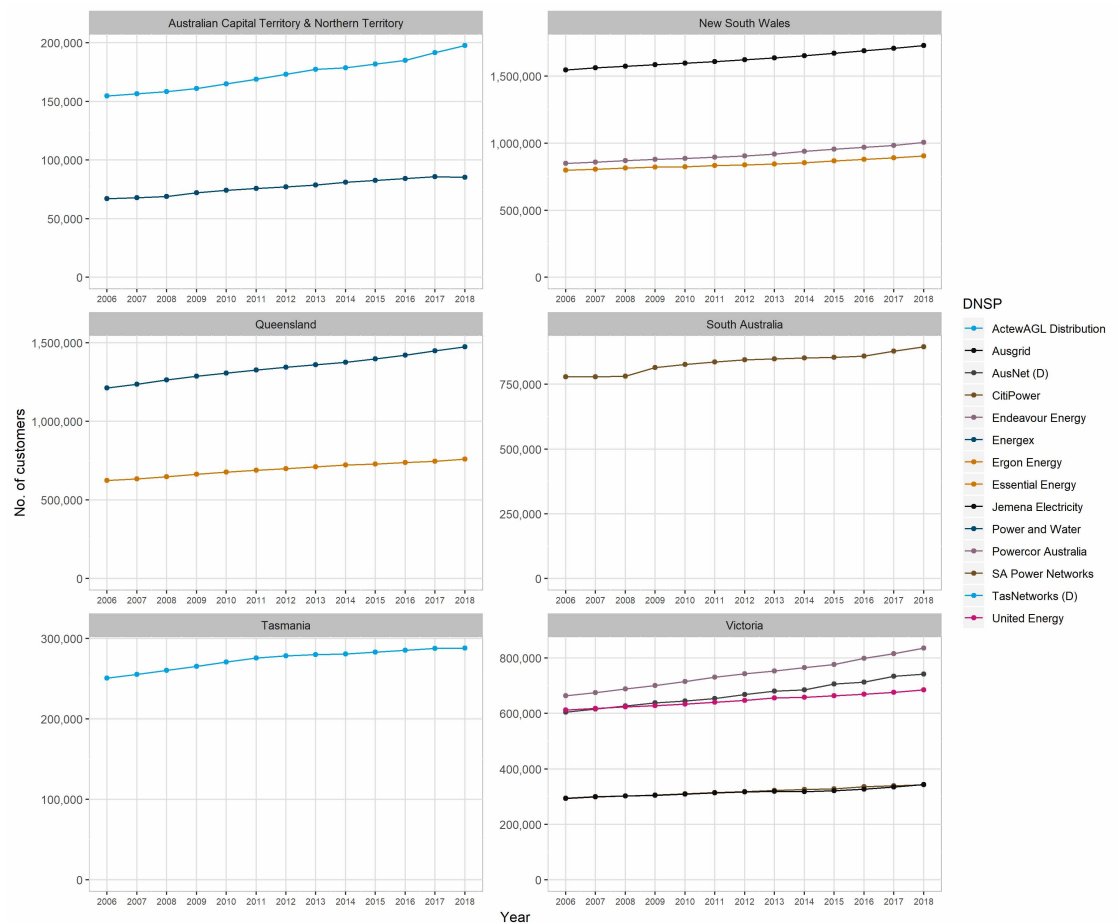 Australian Capital Territory & Northern Territory
200,000
150,000
100,000
50,000
0
2006 2007 2008 2009 2010 2011 2012 2013 2014 2015 2016 2017 2018
New South Wales
1,500,000
1,000,000
500,000
0
2006 2007 2008 2009 2010 2011 2012 2013 2014 2015 2016 2017 2018
Queensland
1,500,000
1,000,000
500,000
0
2006 2007 2008 2009 2010 2011 2012 2013 2014 2015 2016 2017 2018
South Australia
750,000
500,000
250,000
0
2006 2007 2008 2009 2010 2011 2012 2013 2014 2015 2016 2017 2018
Tasmania
300,000
200,000
100,000
0
2006 2007 2008 2009 2010 2011 2012 2013 2014 2015 2016 2017 2018
Victoria
800,000
600,000
400,000
200,000
0
2006 2007 2008 2009 2010 2011 2012 2013 2014 2015 2016 2017 2018
No. of customers
Year
DNSP
ActewAGL Distribution
Ausgrid
AusNet (D)
CitiPower
Endeavour Energy
Energex
Ergon Energy
Essential Energy
Jemena Electricity
Power and Water
Powercor Australia
SA Power Networks
TasNetworks (D)
United Energy